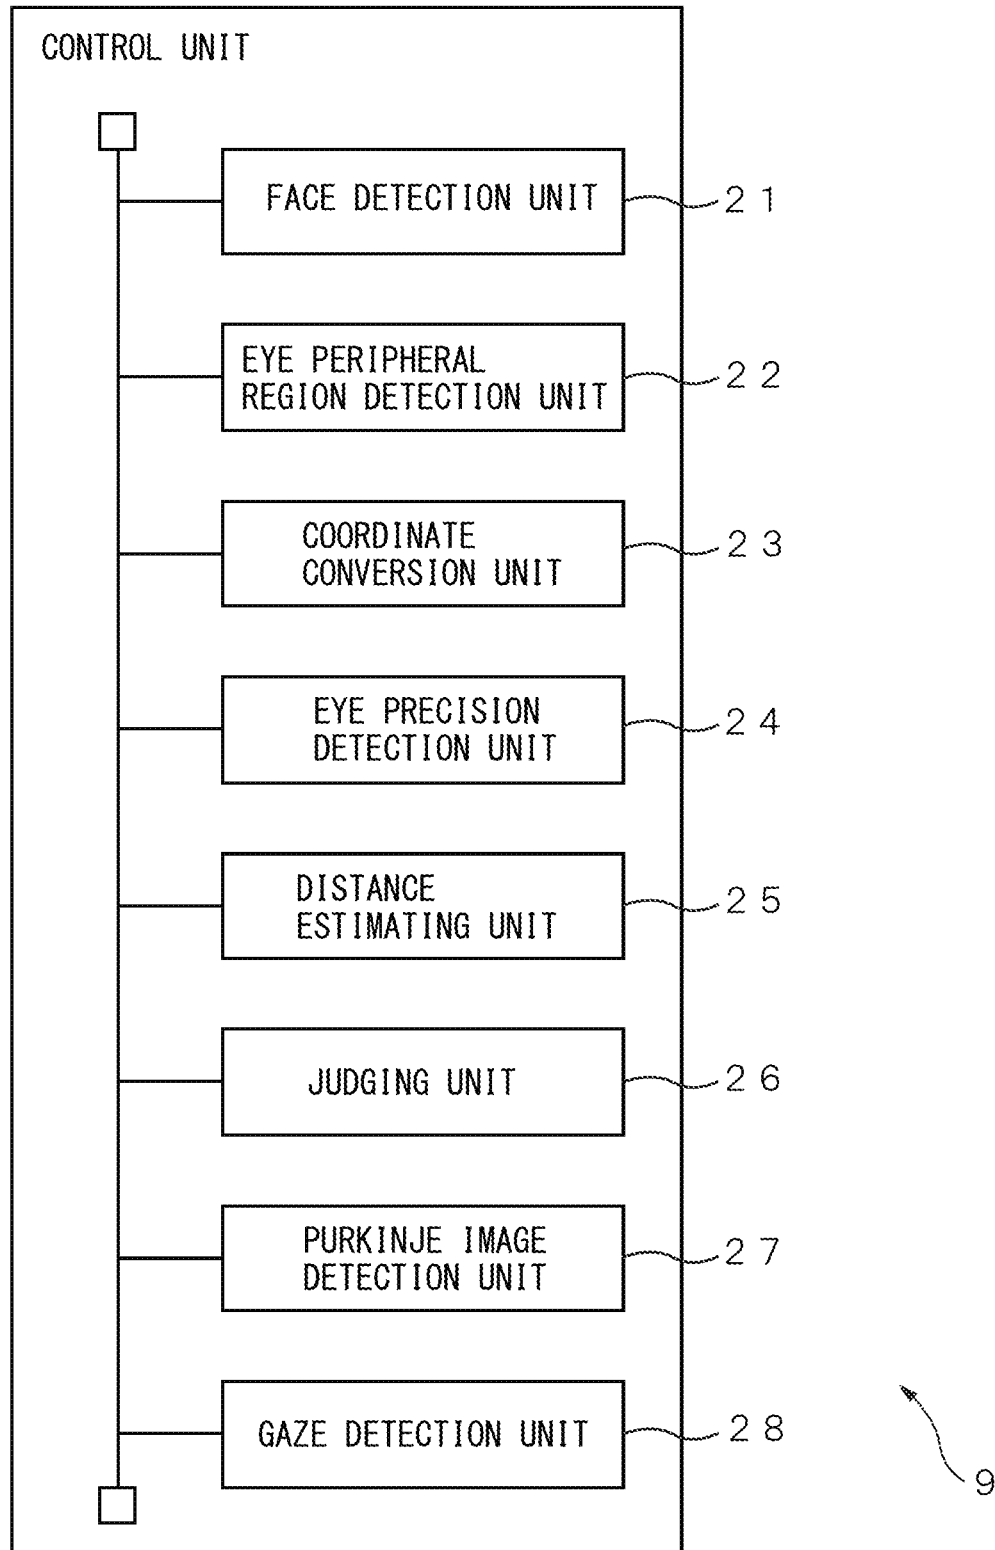 CONTROL UNIT
FACE DETECTION UNIT
21
EYE PERIPHERAL
REGION DETECTION UNIT
22
COORDINATE
CONVERSION UNIT
23
EYE PRECISION
DETECTION UNIT
24
DISTANCE
ESTIMATING UNIT
25
JUDGING UNIT
26
PURKINJE IMAGE
DETECTION UNIT
27
GAZE DETECTION UNIT
28
9